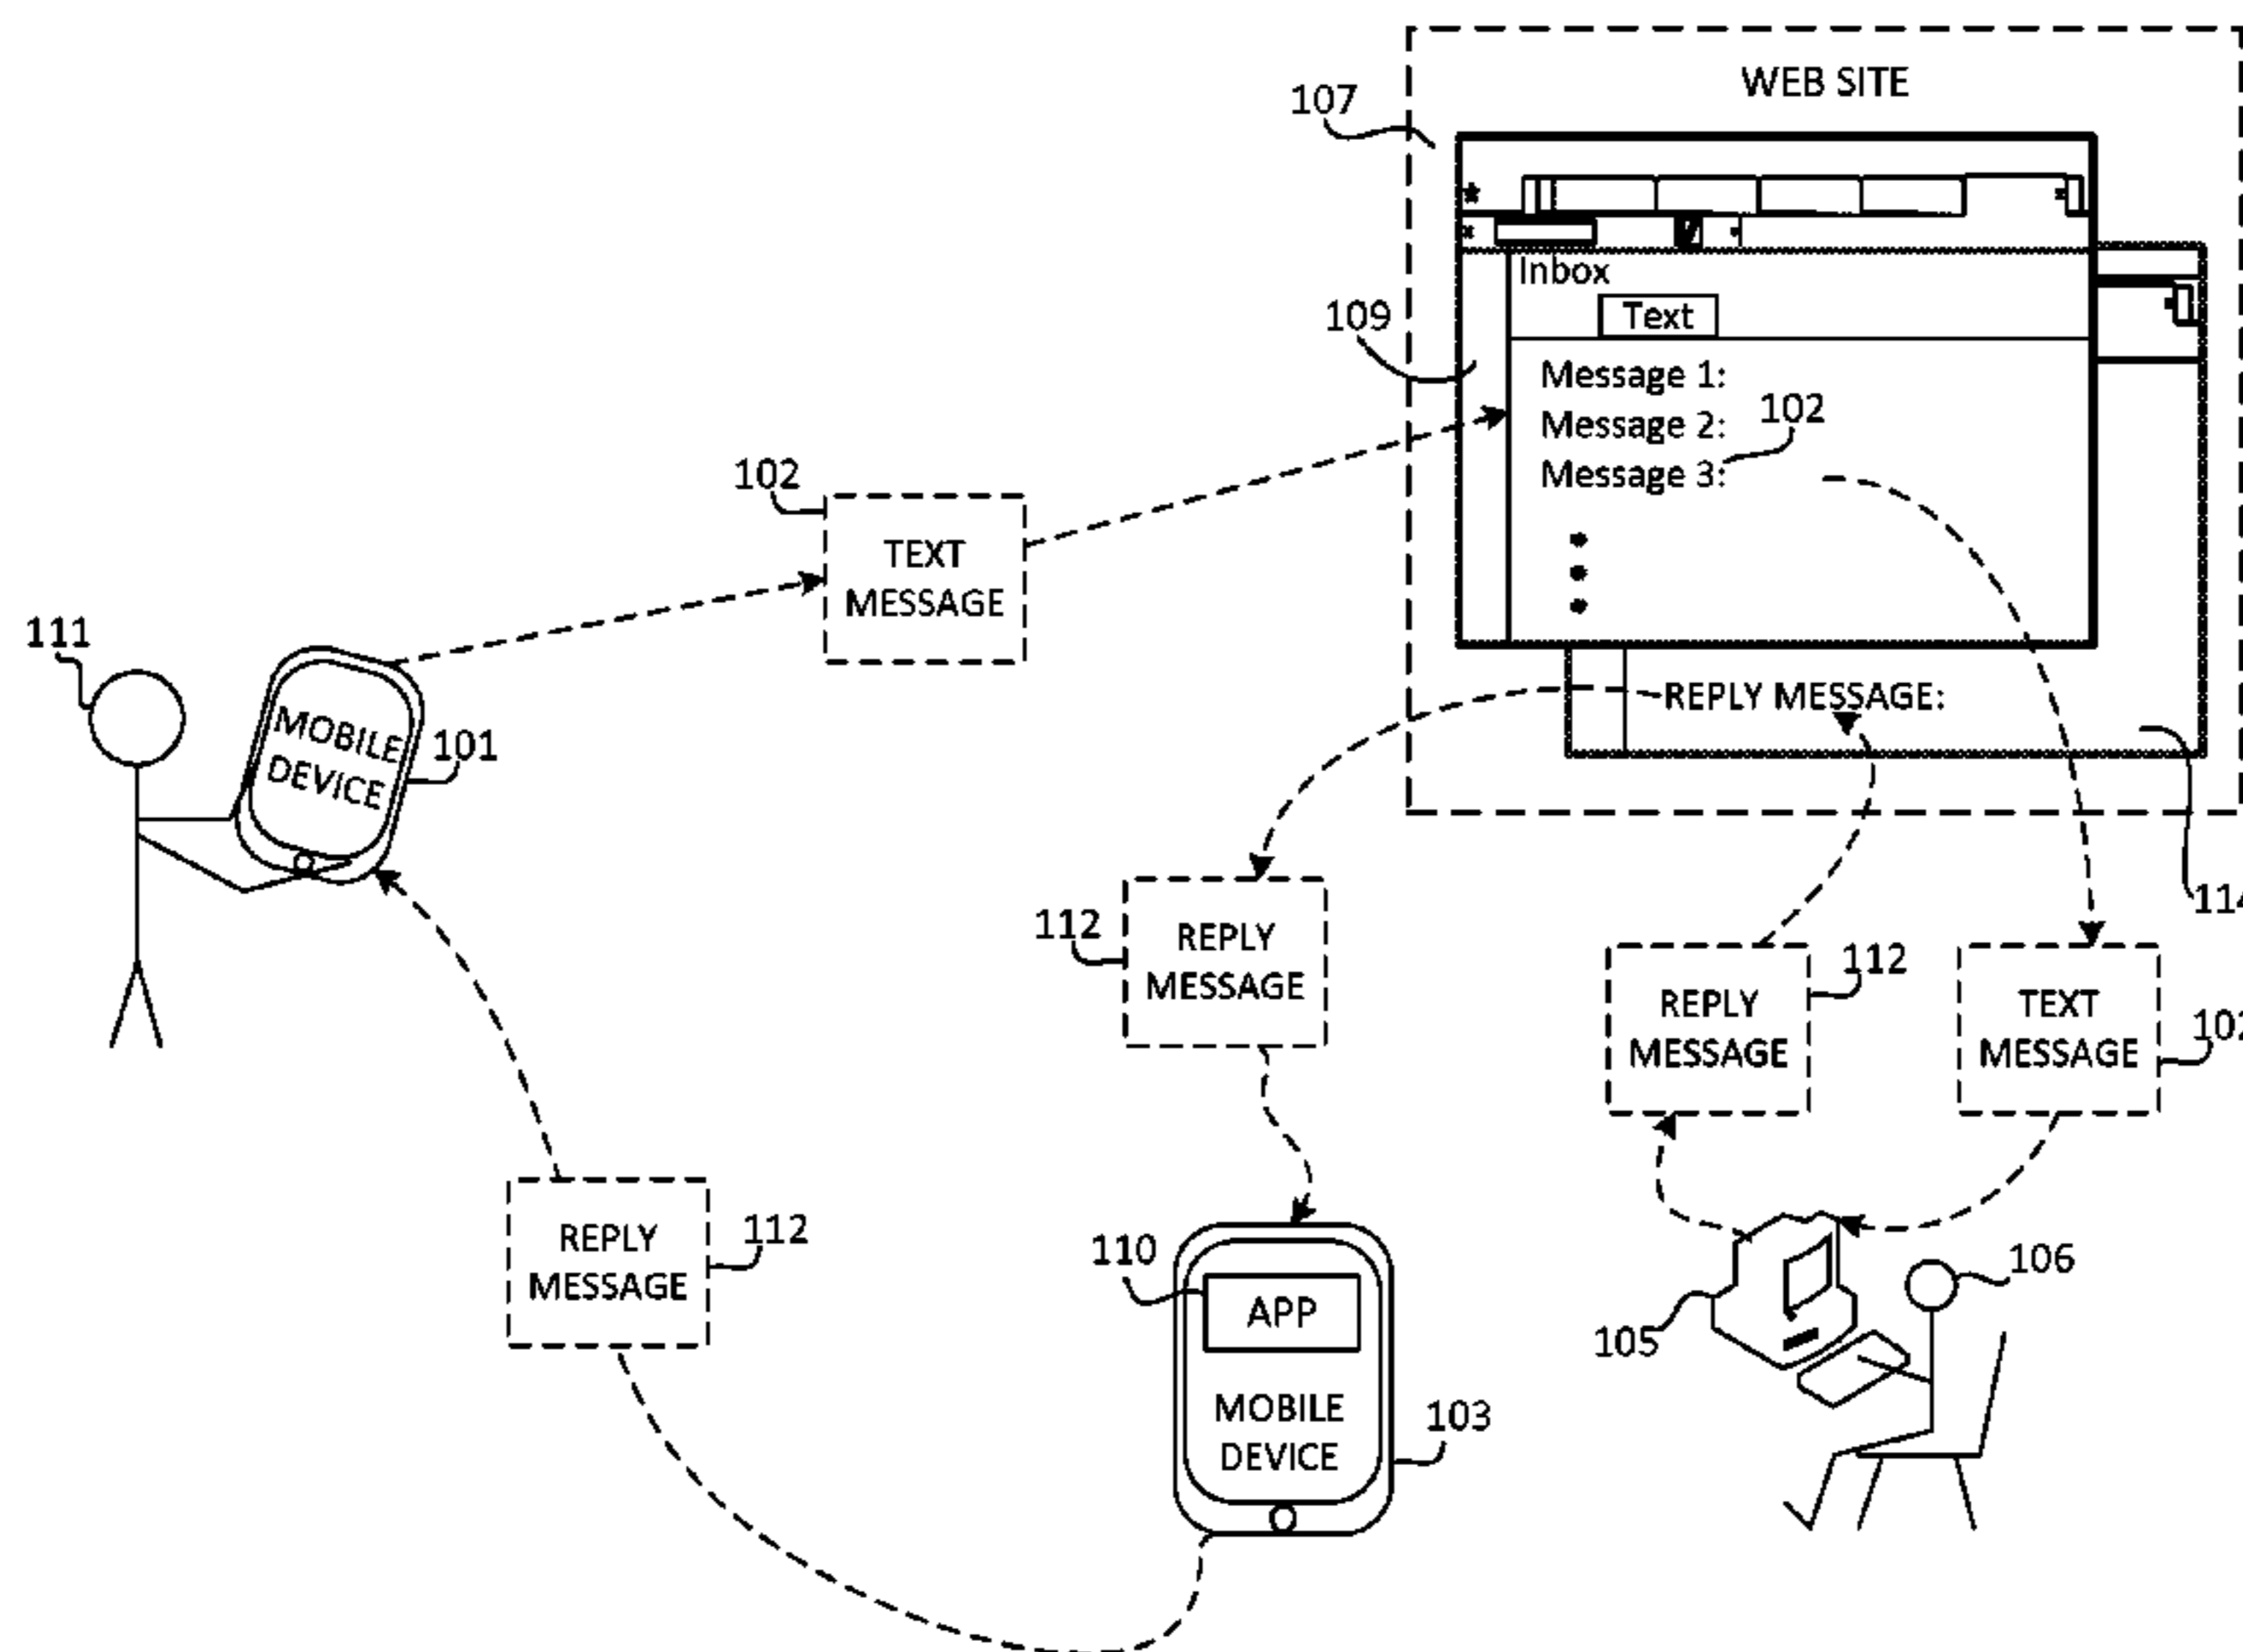 WEB SITE
107
Inbox
Text
109
Message 1:
Message 2:
102
Message 3:
102
TEXT
MESSAGE
111
MOBILE
DEVICE
101
REPLY MESSAGE:
114
112
REPLY
MESSAGE
112
REPLY
MESSAGE
TEXT
MESSAGE
102
REPLY
MESSAGE
112
110
APP
MOBILE
DEVICE
103
105
106